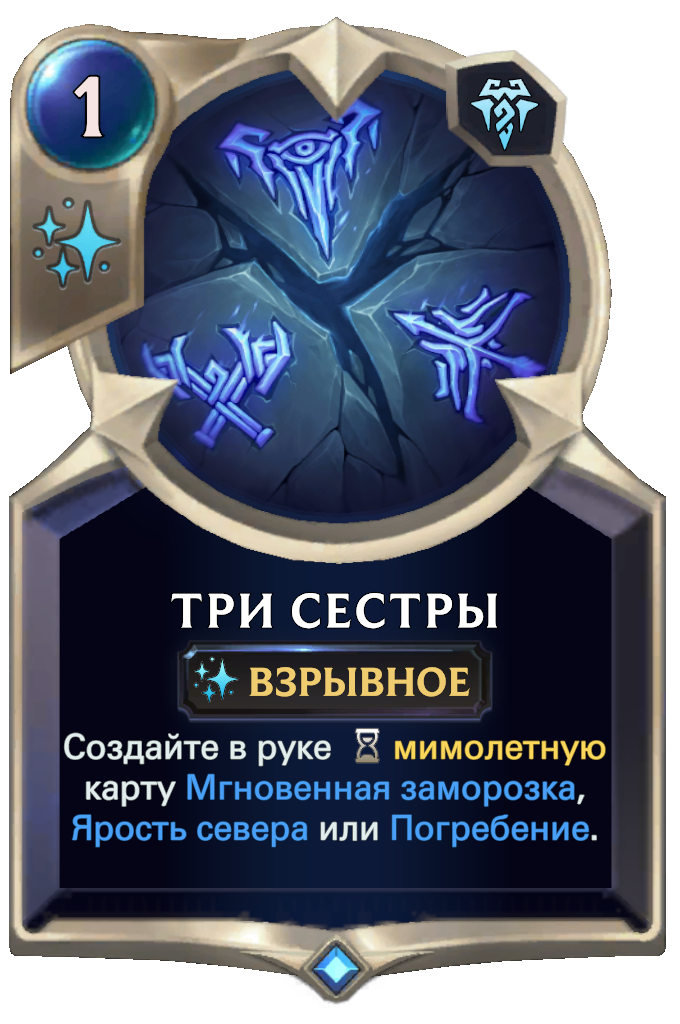 1
ТРИ СЕСТРЫ
ВЗРЫВНОЕ
Создайте в руке мимолетную
карту Мгновенная заморозка,
Ярость севера или Погребение.